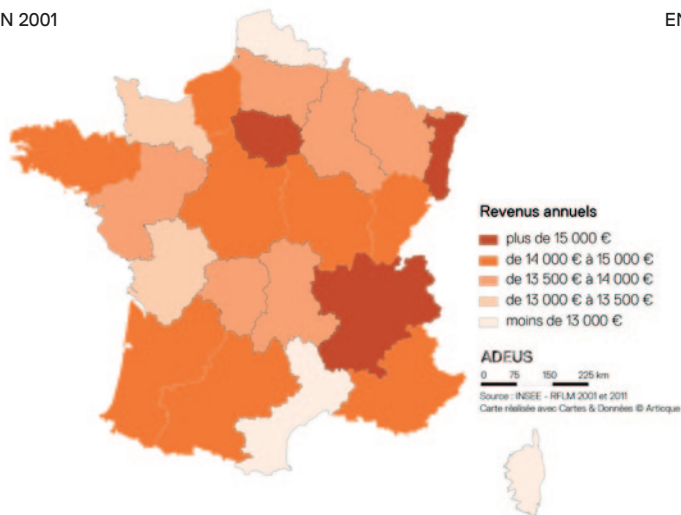 N 2001
EN
Revenus annuels
plus de 15 000 €
de 14 000 € à 15 000 €
de 13 500 € à 14 000 €
de 13 000 € à 13 500 €
moins de 13 000 €
ADEUS
0 75 150 225 km
Source : INSEE - RFLM 2001 et 2011
Carte réalisée avec Cartes & Données © Articque